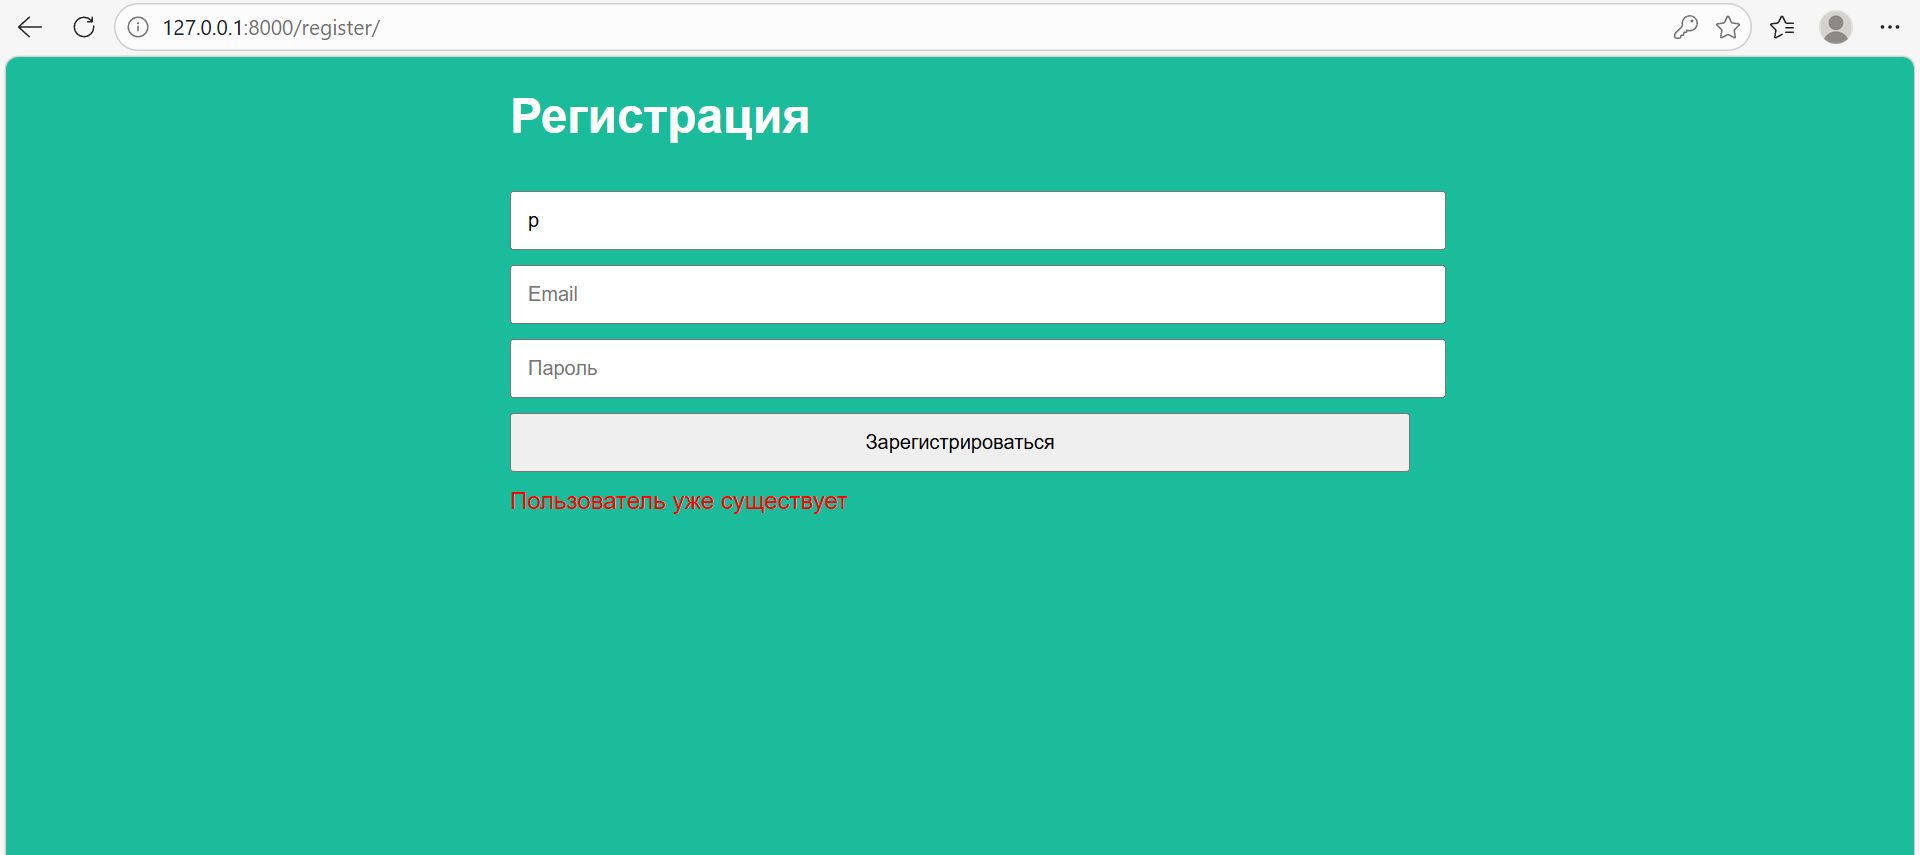 127.0.0.1:8000/register/
Регистрация
p
Email
Пароль
Зарегистрироваться
Пользователь уже существует